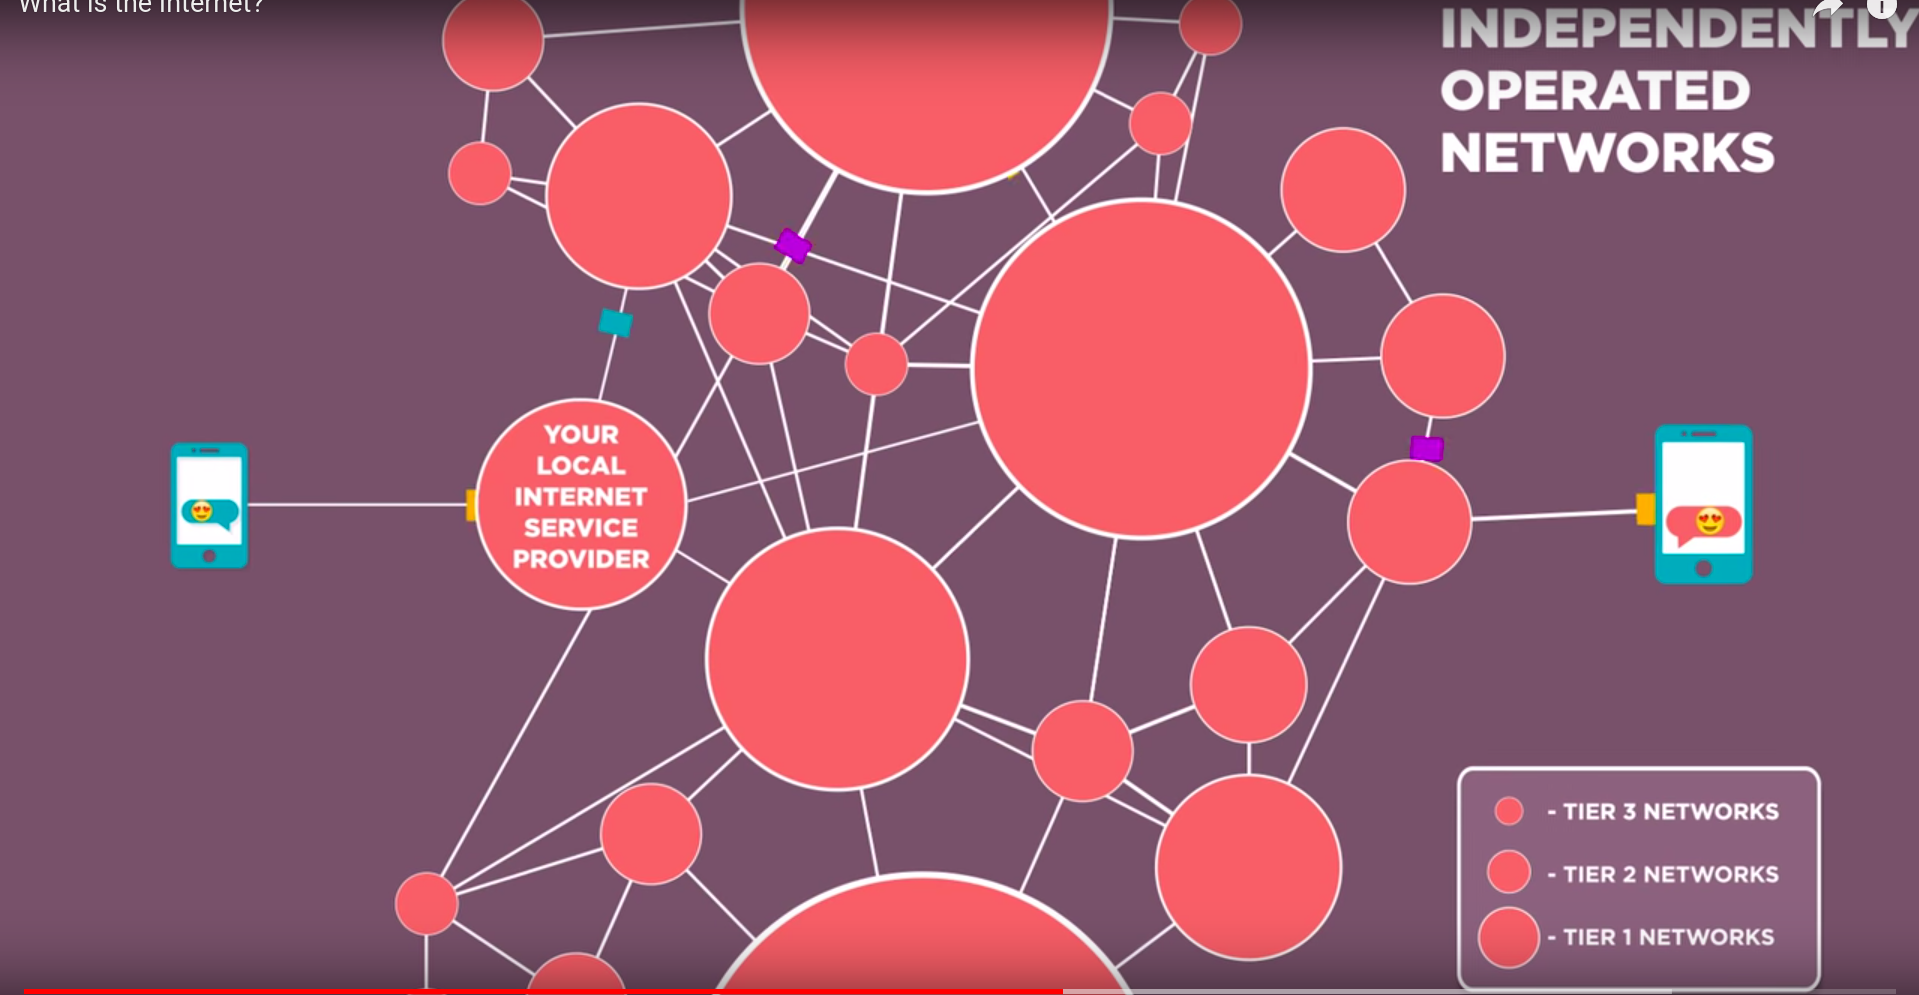 What is the Internet?
INDEPENDENTLY
OPERATED
NETWORKS
YOUR
LOCAL
INTERNET
SERVICE
PROVIDER
- TIER 3 NETWORKS
- TIER 2 NETWORKS
- TIER 1 NETWORKS